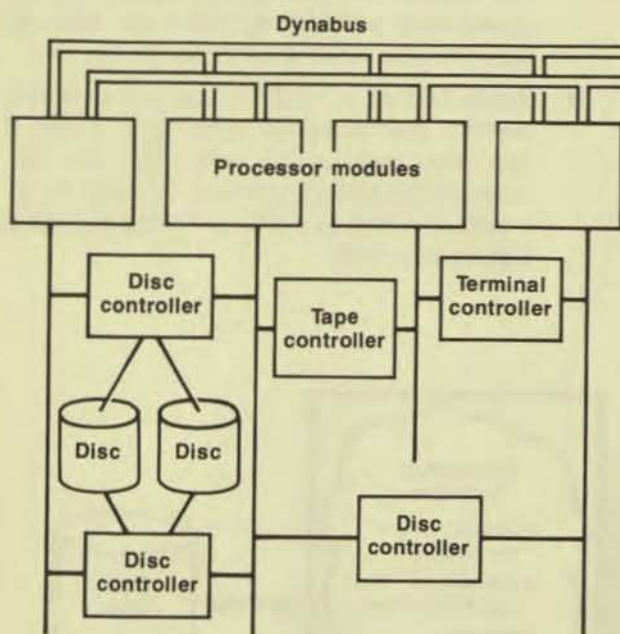 Dynabus
Processor modules
Disc
controller
Terminal
controller
Tape
controller
Disc
Disc
Disc
controller
Disc
controller